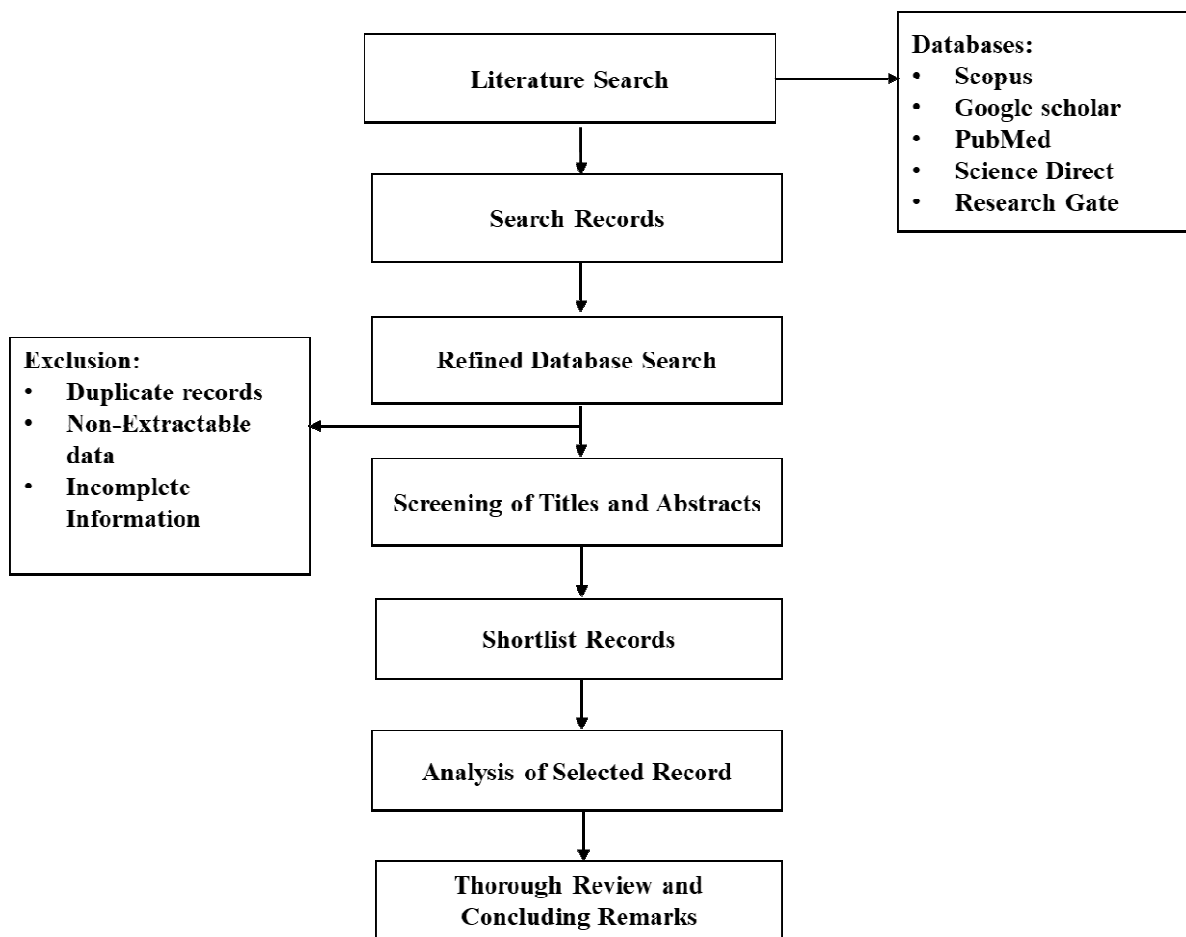 Literature Search
Databases:
• Scopus
• Google scholar
• PubMed
• Science Direct
• Research Gate
Search Records
Refined Database Search
Exclusion:
• Duplicate records
• Non-Extractable
data
• Incomplete
Information
Screening of Titles and Abstracts
Shortlist Records
Analysis of Selected Record
Thorough Review and
Concluding Remarks